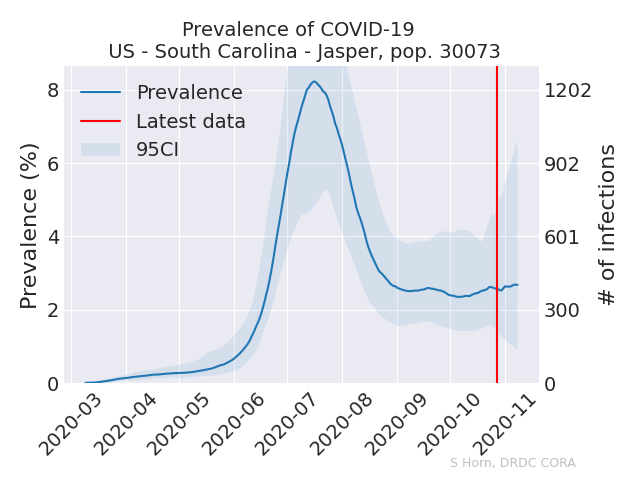 Prevalence of COVID-19
US - South Carolina - Jasper, pop. 30073
Prevalence
Latest data
95CI
Prevalence (%)
8
6
4
2
0
1202
902
601
300
0
# of infections
2020-03
2020-04
2020-05
2020-06
2020-07
2020-08
2020-09
2020-10
2020-11
S Horn, DRDC CORA